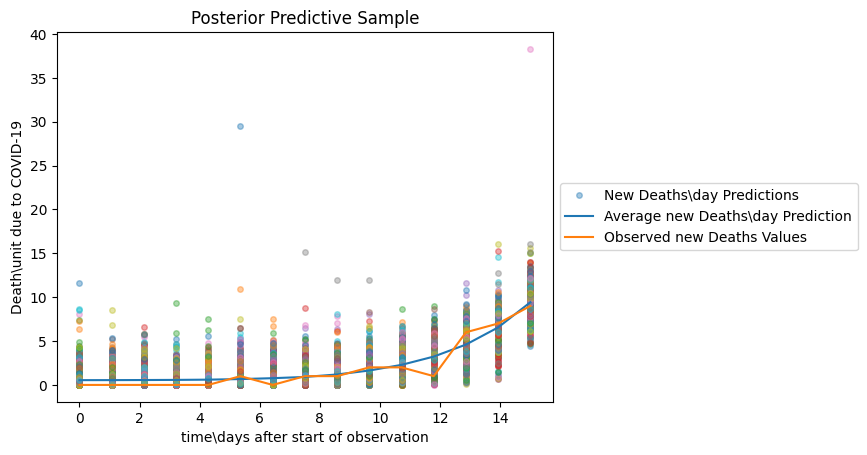 Posterior Predictive Sample
Death\unit due to COVID-19
40
35
30
25
20
15
10
5
0
0 2 4 6 8 10 12 14
time\days after start of observation
New Deaths\day Predictions
Average new Deaths\day Prediction
Observed new Deaths Values